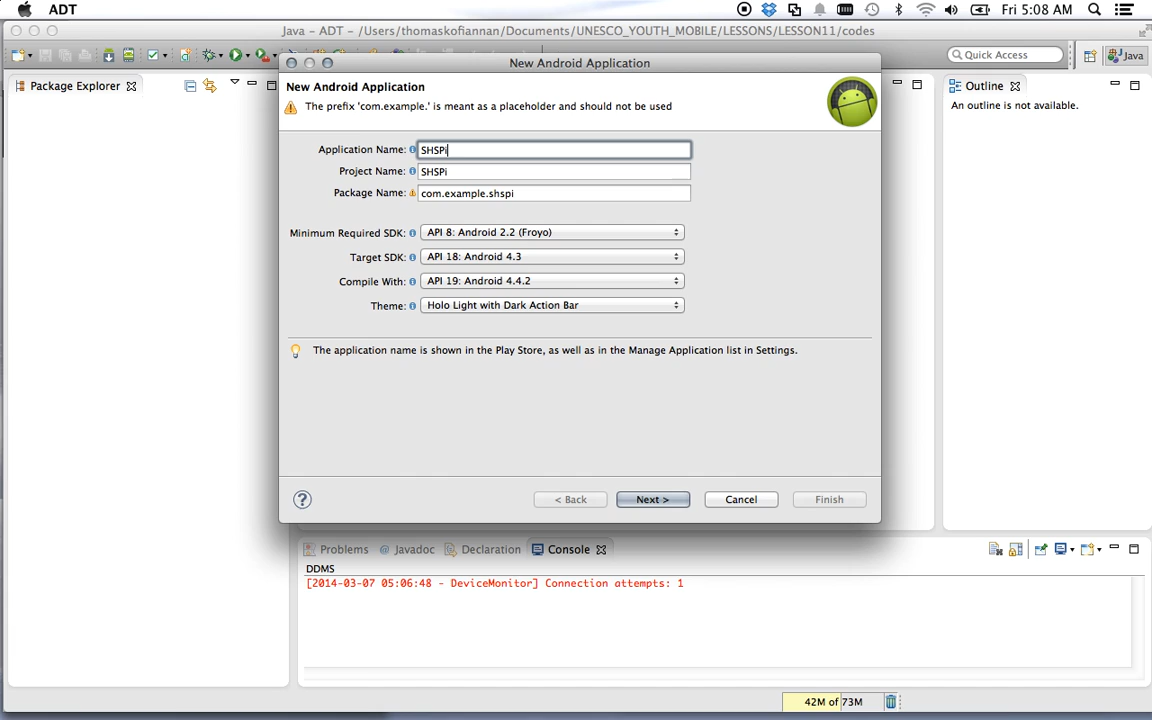 ADT
Fri 5:08 AM
Java – ADT – /Users/thomaskofiannan/Documents/UNESCO_YOUTH_MOBILE/LESSONS/LESSON11/codes
Quick Access
Java
Package Explorer
Outline
An outline is not available.
New Android Application
New Android Application
The prefix 'com.example.' is meant as a placeholder and should not be used
Application Name: SHSPi
Project Name: SHSPi
Package Name: com.example.shspi
Minimum Required SDK: API 8: Android 2.2 (Froyo)
Target SDK: API 18: Android 4.3
Compile With: API 19: Android 4.4.2
Theme: Holo Light with Dark Action Bar
The application name is shown in the Play Store, as well as in the Manage Application list in Settings.
< Back
Next >
Cancel
Finish
Problems
@ Javadoc
Declaration
Console
DDMS
[2014-03-07 05:06:48 - DeviceMonitor] Connection attempts: 1
42M of 73M